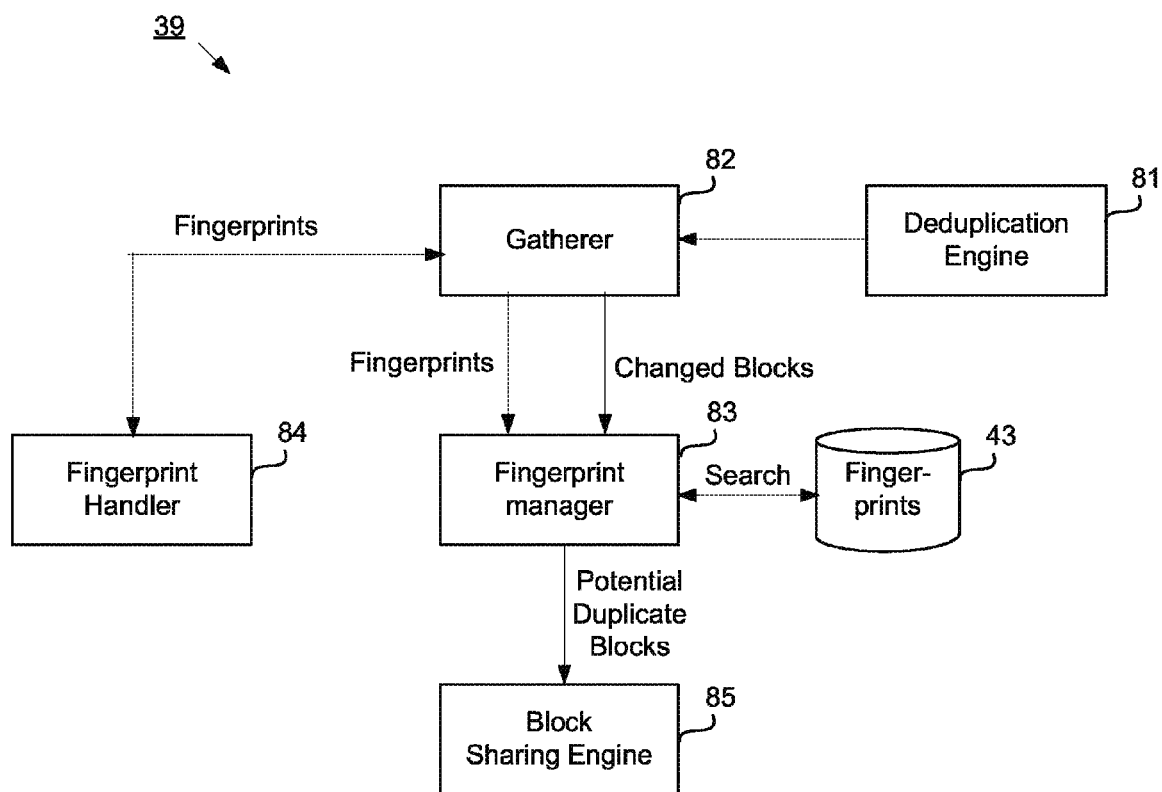 39
82
81
Fingerprints
Gatherer
Deduplication
Engine
Fingerprints
Changed Blocks
84
83
43
Fingerprint
Handler
Fingerprint
manager
Search
Finger-
prints
Potential
Duplicate
Blocks
85
Block
Sharing Engine